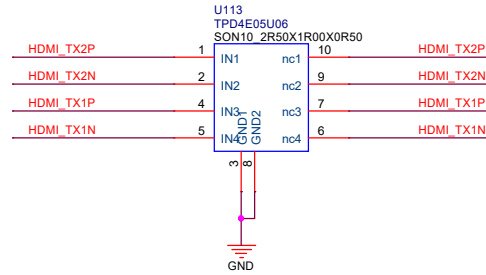 U113
TPD4E05U06
SON10_2R50X1R00X0R50
HDMI_TX2P 1 IN1 nc1 10 HDMI_TX2P
HDMI_TX2N 2 IN2 nc2 9 HDMI_TX2N
HDMI_TX1P 4 IN3 nc3 7 HDMI_TX1P
HDMI_TX1N 5 IN4 nc4 6 HDMI_TX1N
GND1 GND2
3 8
GND